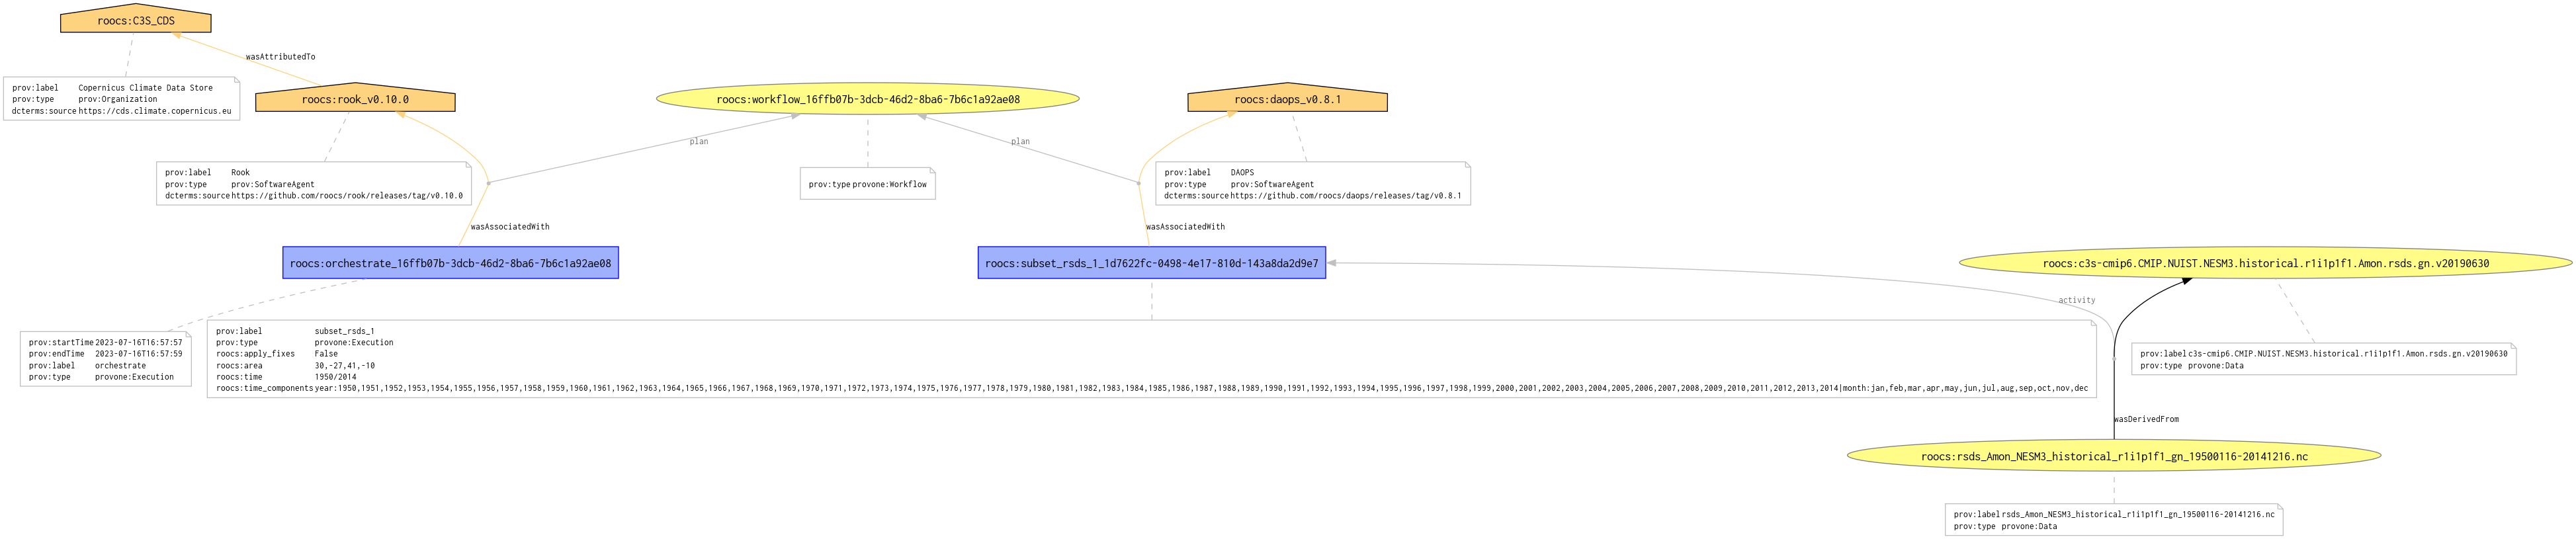 roocs:C3S_CDS
wasAttributedTo
prov:label Copernicus Climate Data Store
prov:type prov:Organization
dcterms:source https://cds.climate.copernicus.eu
roocs:rook_v0.10.0
roocs:workflow_16ffb07b-3dcb-46d2-8ba6-7b6c1a92ae08
roocs:daops_v0.8.1
plan
plan
prov:label Rook
prov:type prov:SoftwareAgent
dcterms:source https://github.com/roocs/rook/releases/tag/v0.10.0
prov:type provone:Workflow
prov:label DAOPS
prov:type prov:SoftwareAgent
dcterms:source https://github.com/roocs/daops/releases/tag/v0.8.1
wasAssociatedWith
wasAssociatedWith
roocs:orchestrate_16ffb07b-3dcb-46d2-8ba6-7b6c1a92ae08
roocs:subset_rsds_1_1d7622fc-0498-4e17-810d-143a8da2d9e7
roocs:c3s-cmip6.CMIP.NUIST.NESM3.historical.r1i1p1f1.Amon.rsds.gn.v20190630
activity
prov:startTime 2023-07-16T16:57:57
prov:endTime 2023-07-16T16:57:59
prov:label orchestrate
prov:type provone:Execution
prov:label subset_rsds_1
prov:type provone:Execution
roocs:apply_fixes False
roocs:area 30,-27,41,-10
roocs:time 1950/2014
roocs:time_components year:1950,1951,1952,1953,1954,1955,1956,1957,1958,1959,1960,1961,1962,1963,1964,1965,1966,1967,1968,1969,1970,1971,1972,1973,1974,1975,1976,1977,1978,1979,1980,1981,1982,1983,1984,1985,1986,1987,1988,1989,1990,1991,1992,1993,1994,1995,1996,1997,1998,1999,2000,2001,2002,2003,2004,2005,2006,2007,2008,2009,2010,2011,2012,2013,2014|month:jan,feb,mar,apr,may,jun,jul,aug,sep,oct,nov,dec
prov:label c3s-cmip6.CMIP.NUIST.NESM3.historical.r1i1p1f1.Amon.rsds.gn.v20190630
prov:type provone:Data
wasDerivedFrom
roocs:rsds_Amon_NESM3_historical_r1i1p1f1_gn_19500116-20141216.nc
prov:label rsds_Amon_NESM3_historical_r1i1p1f1_gn_19500116-20141216.nc
prov:type provone:Data